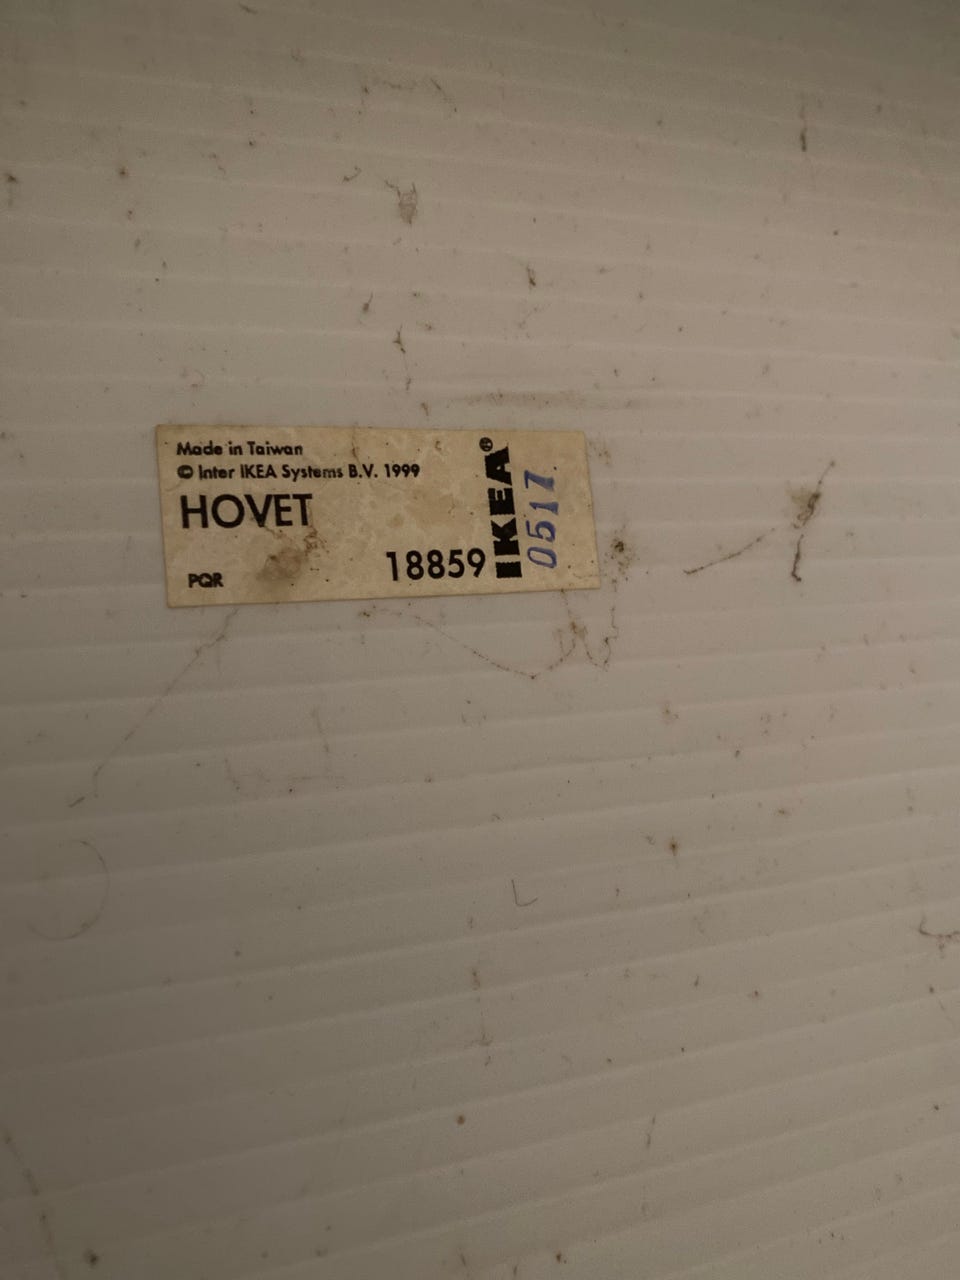 Made in Taiwan
© Inter IKEA Systems B.V. 1999
HOVET
18859
PQR
IKEA®
0517